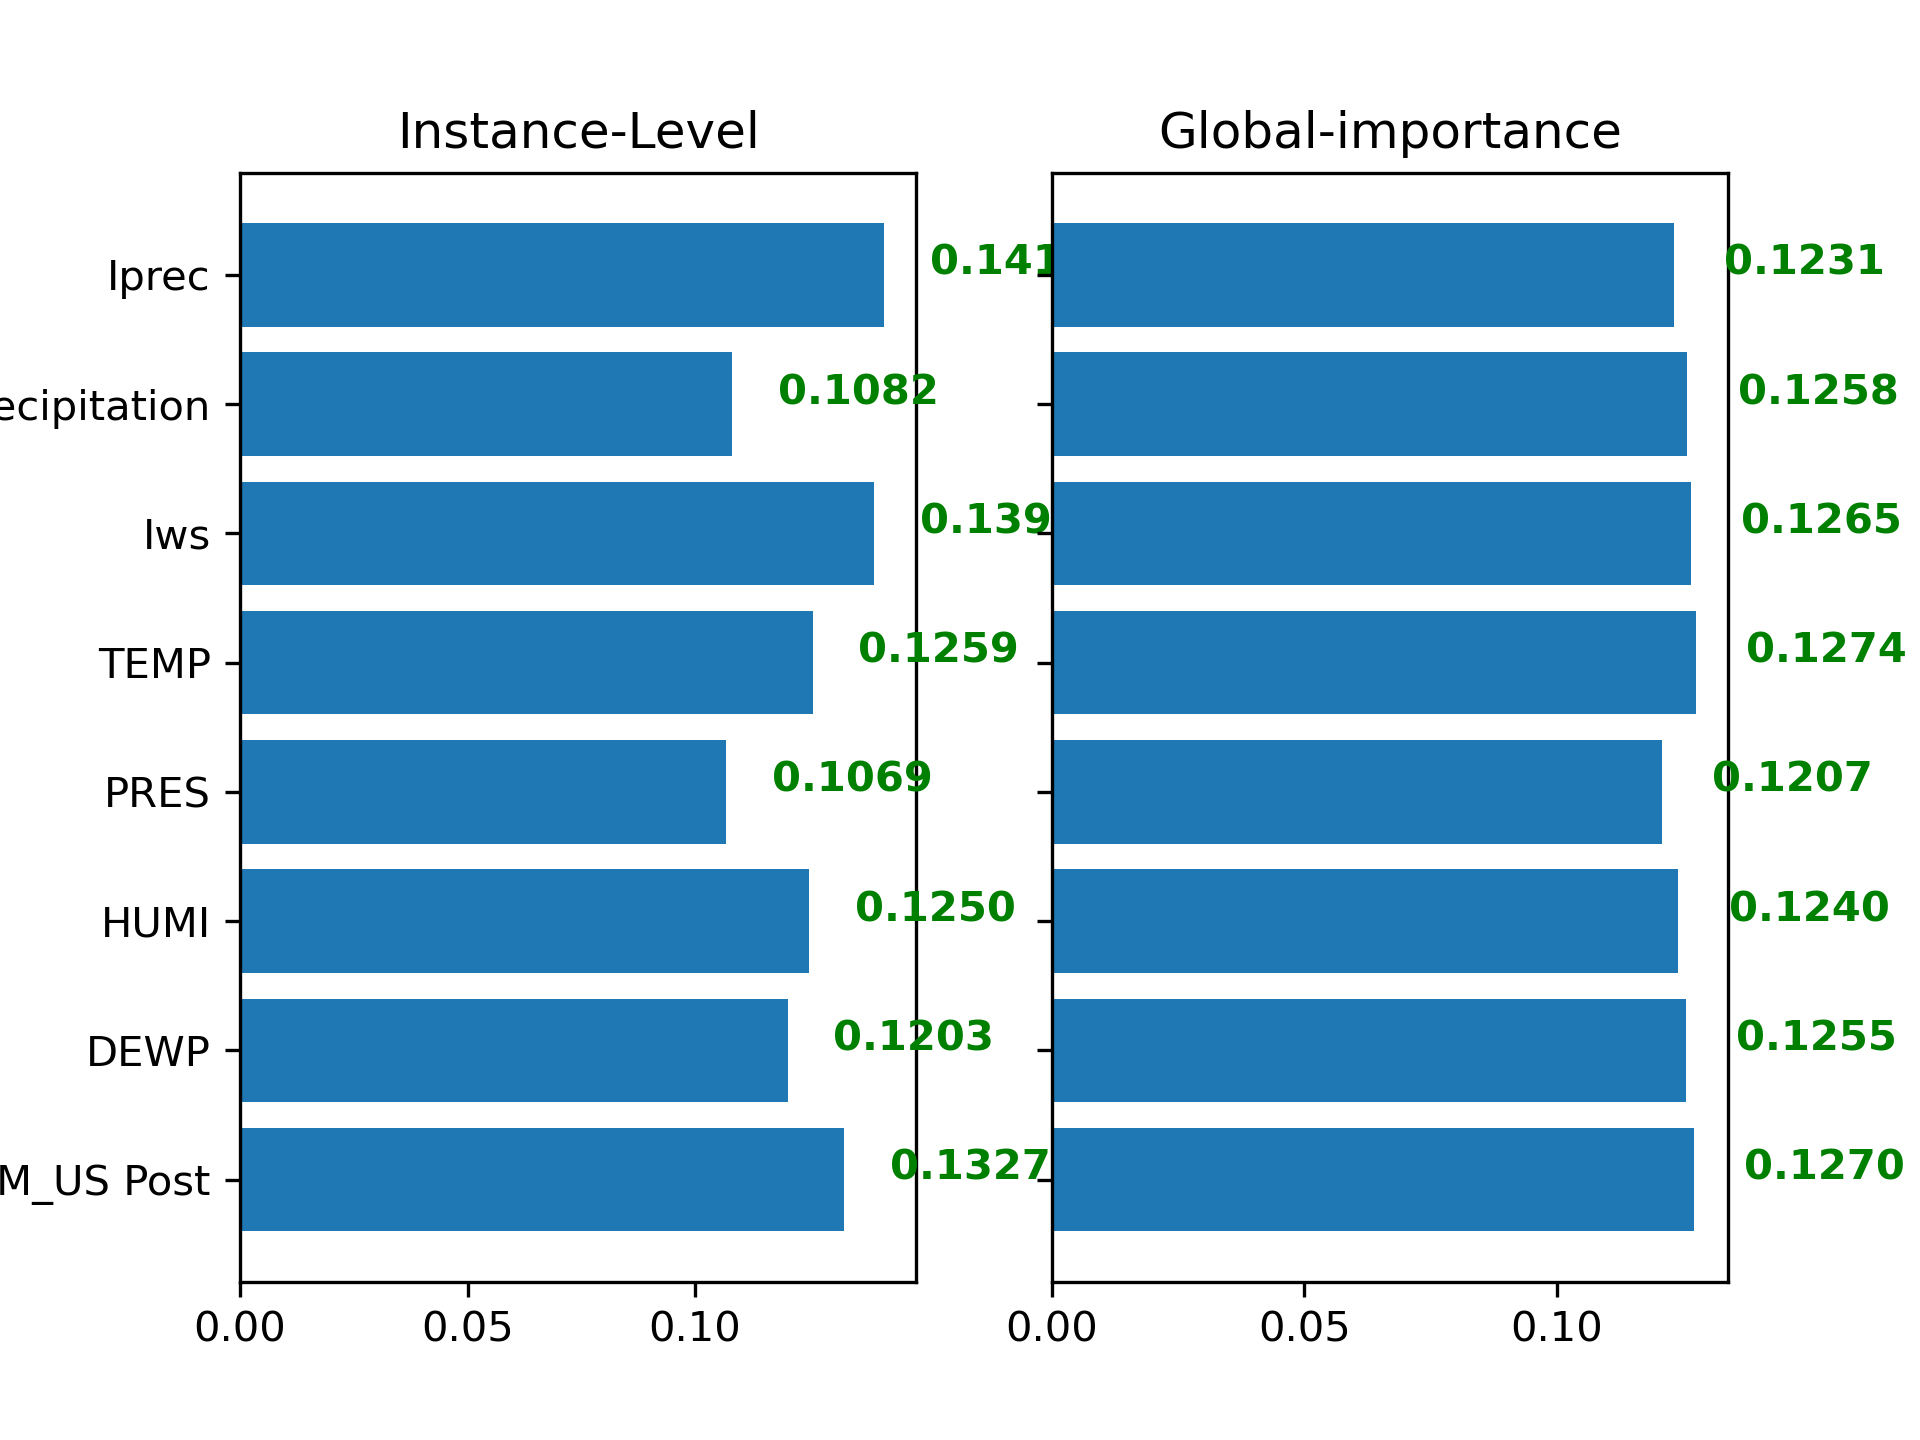 Instance-Level Global-importance
Iprec 0.141 0.1231
ecipitation 0.1082 0.1258
Iws 0.139 0.1265
TEMP 0.1259 0.1274
PRES 0.1069 0.1207
HUMI 0.1250 0.1240
DEWP 0.1203 0.1255
M_US Post 0.1327 0.1270
0.00 0.05 0.10 0.00 0.05 0.10